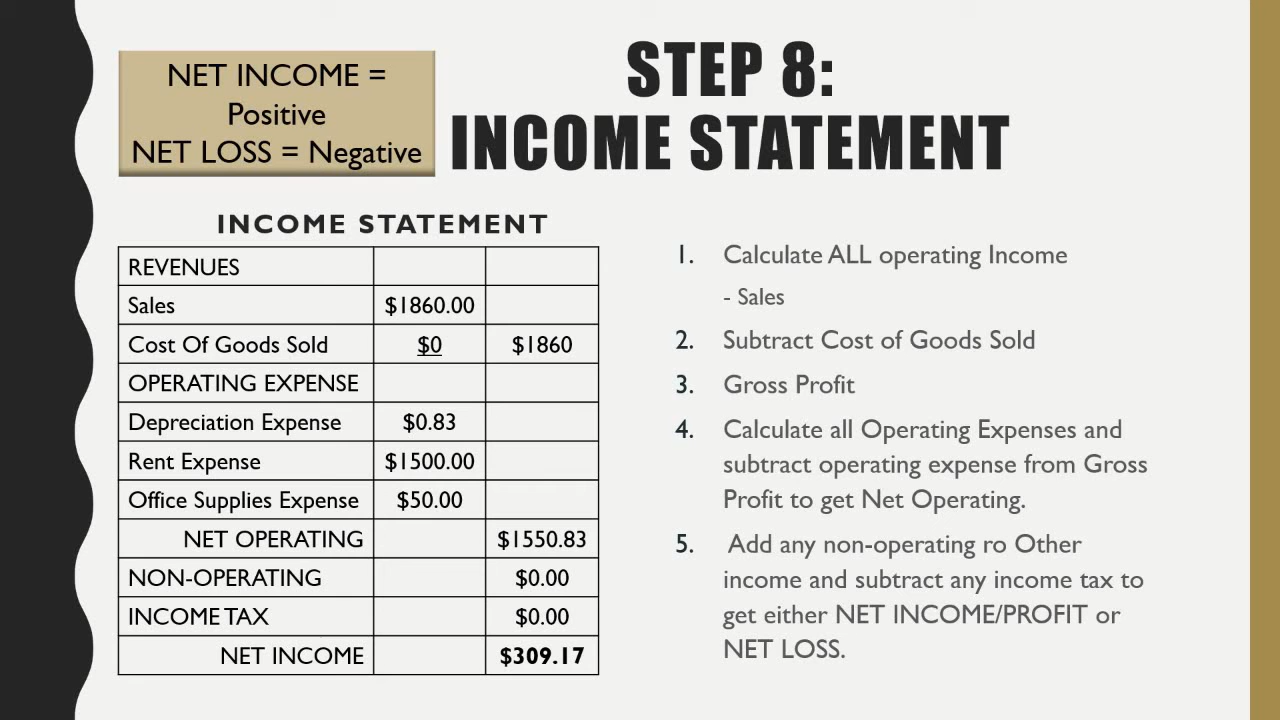 NET INCOME =
Positive
NET LOSS = Negative
STEP 8:
INCOME STATEMENT
INCOME STATEMENT
REVENUES
Sales $1860.00
Cost Of Goods Sold $0 $1860
OPERATING EXPENSE
Depreciation Expense $0.83
Rent Expense $1500.00
Office Supplies Expense $50.00
NET OPERATING $1550.83
NON-OPERATING $0.00
INCOME TAX $0.00
NET INCOME $309.17
1. Calculate ALL operating Income
- Sales
2. Subtract Cost of Goods Sold
3. Gross Profit
4. Calculate all Operating Expenses and
subtract operating expense from Gross
Profit to get Net Operating.
5. Add any non-operating ro Other
income and subtract any income tax to
get either NET INCOME/PROFIT or
NET LOSS.